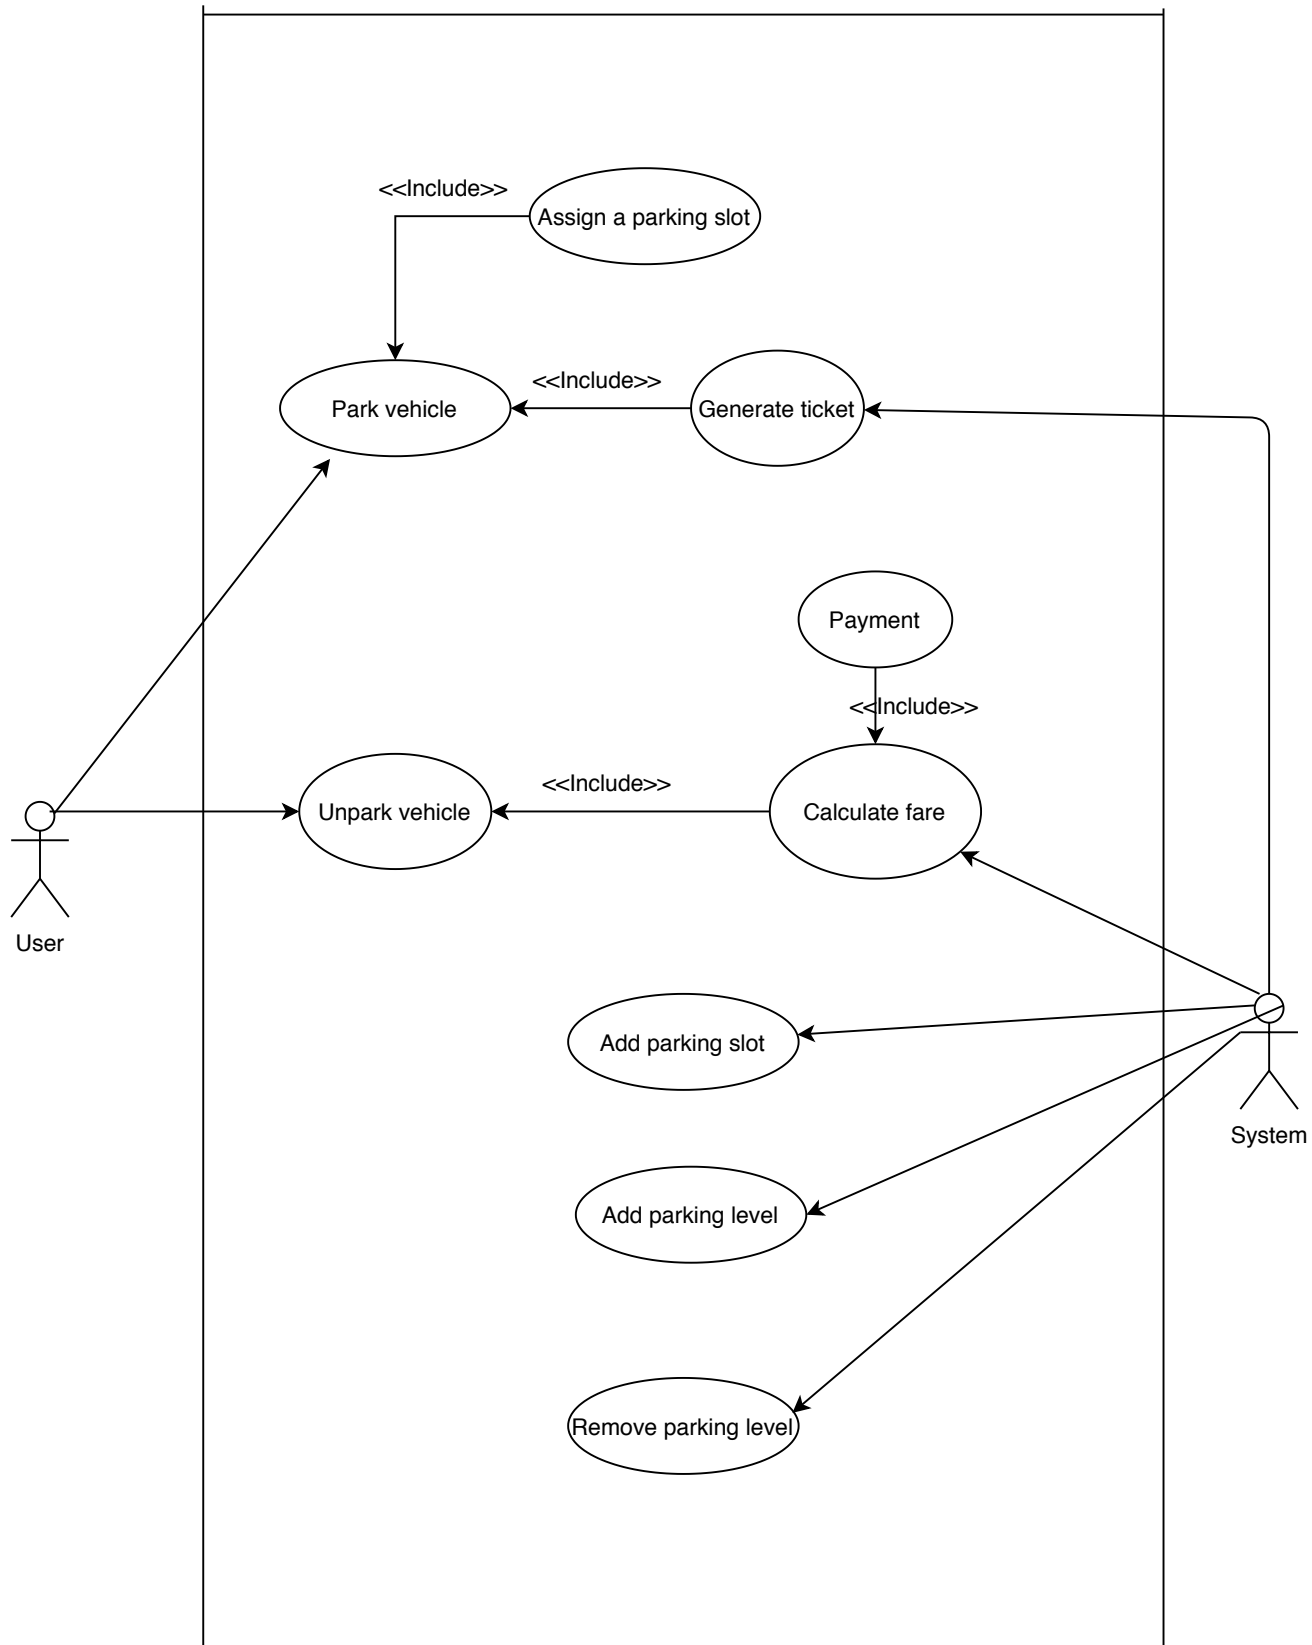 <<Include>>
Assign a parking slot
<<Include>>
Park vehicle
Generate ticket
Payment
<<Include>>
<<Include>>
Unpark vehicle
Calculate fare
User
Add parking slot
System
Add parking level
Remove parking level